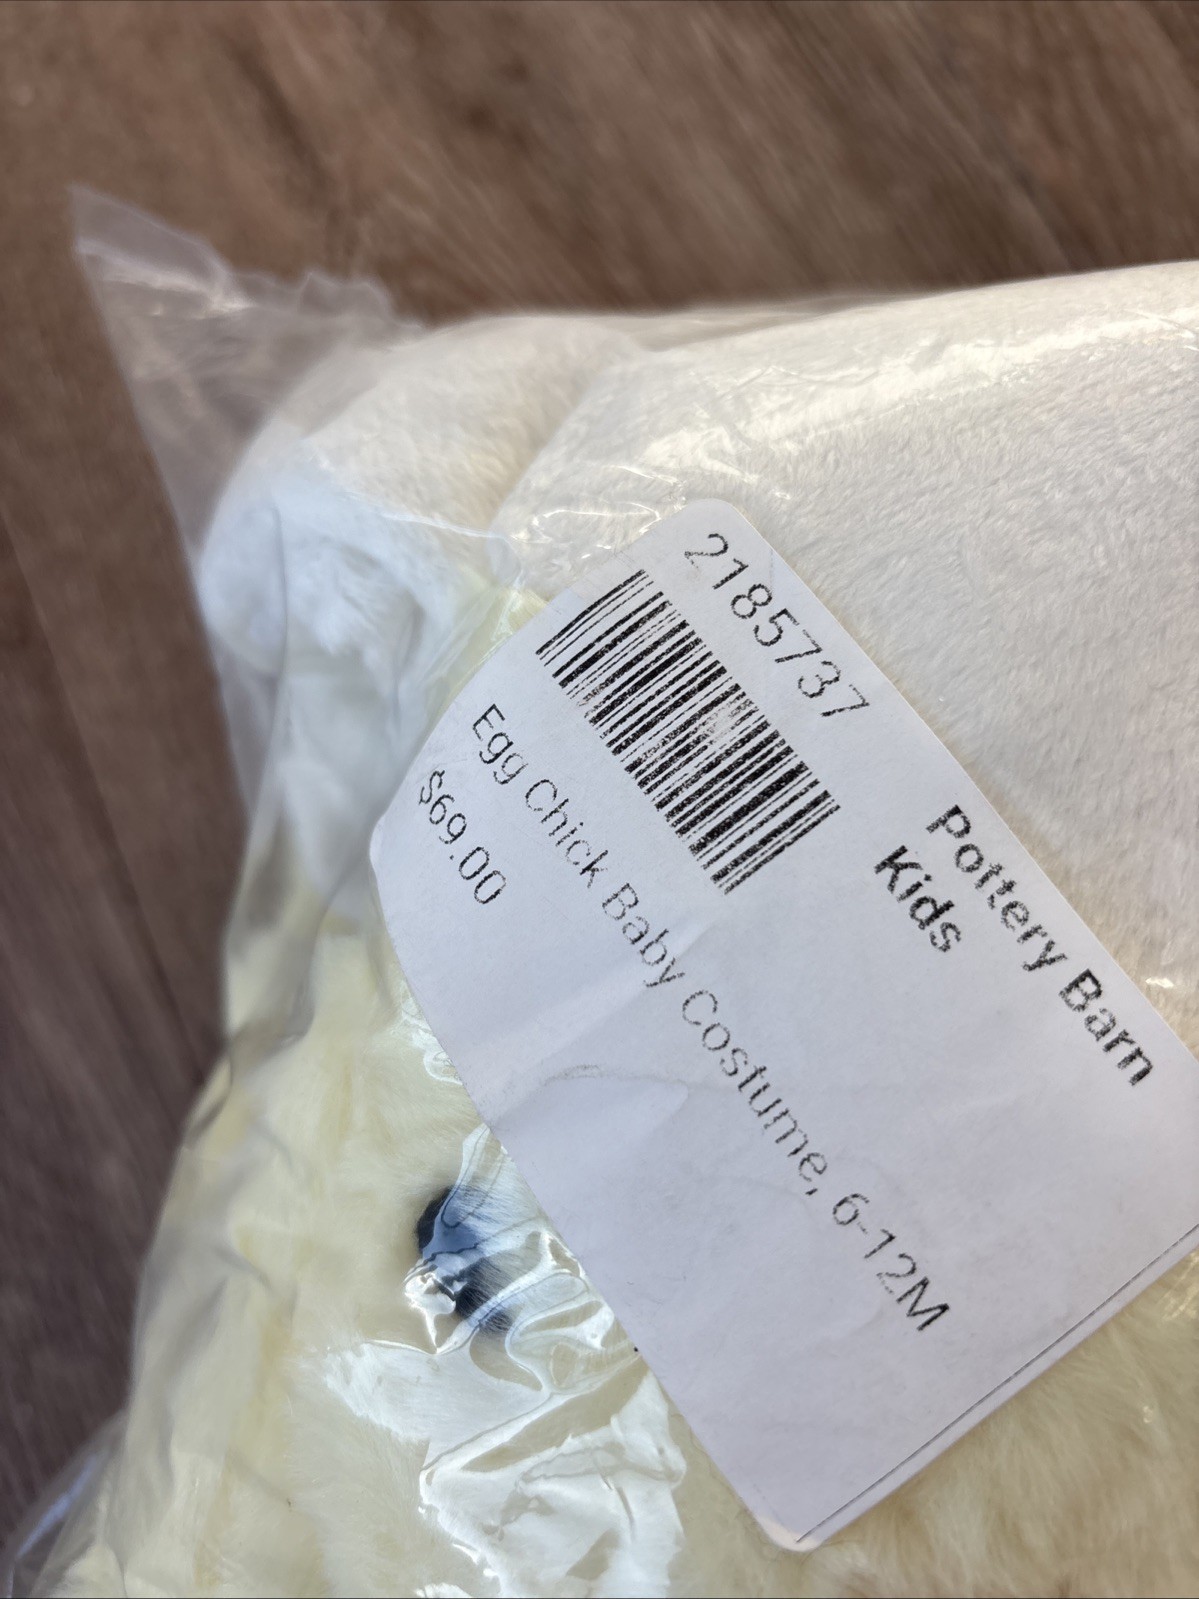 Pottery Barn
Kids
2185737
Egg Chick Baby Costume, 6-12M
$69.00